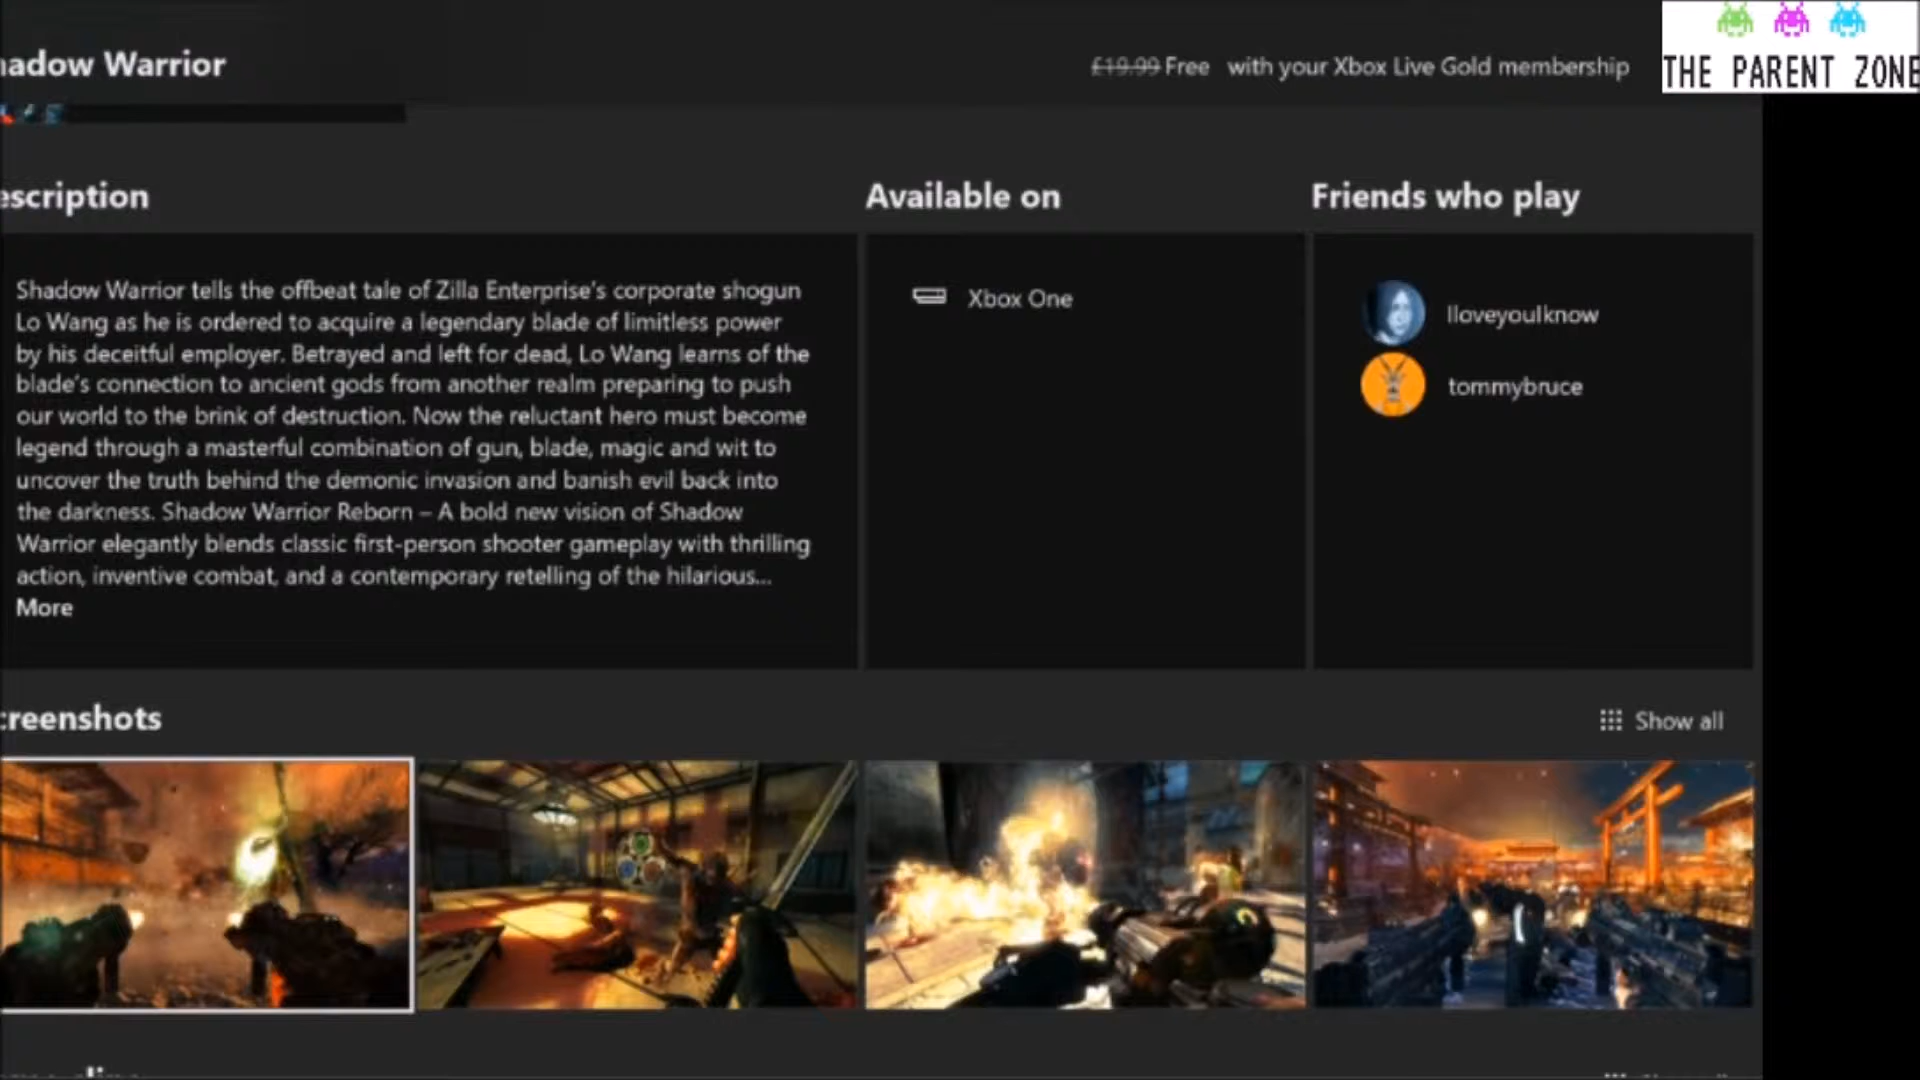 hadow Warrior
£19.99 Free with your Xbox Live Gold membership
THE PARENT ZONE
escription
Available on
Friends who play
Shadow Warrior tells the offbeat tale of Zilla Enterprise's corporate shogun
Lo Wang as he is ordered to acquire a legendary blade of limitless power
by his deceitful employer. Betrayed and left for dead, Lo Wang learns of the
blade's connection to ancient gods from another realm preparing to push
our world to the brink of destruction. Now the reluctant hero must become
legend through a masterful combination of gun, blade, magic and wit to
uncover the truth behind the demonic invasion and banish evil back into
the darkness. Shadow Warrior Reborn – A bold new vision of Shadow
Warrior elegantly blends classic first-person shooter gameplay with thrilling
action, inventive combat, and a contemporary retelling of the hilarious...
More
Xbox One
IloveyouIknow
tommybruce
creenshots
Show all